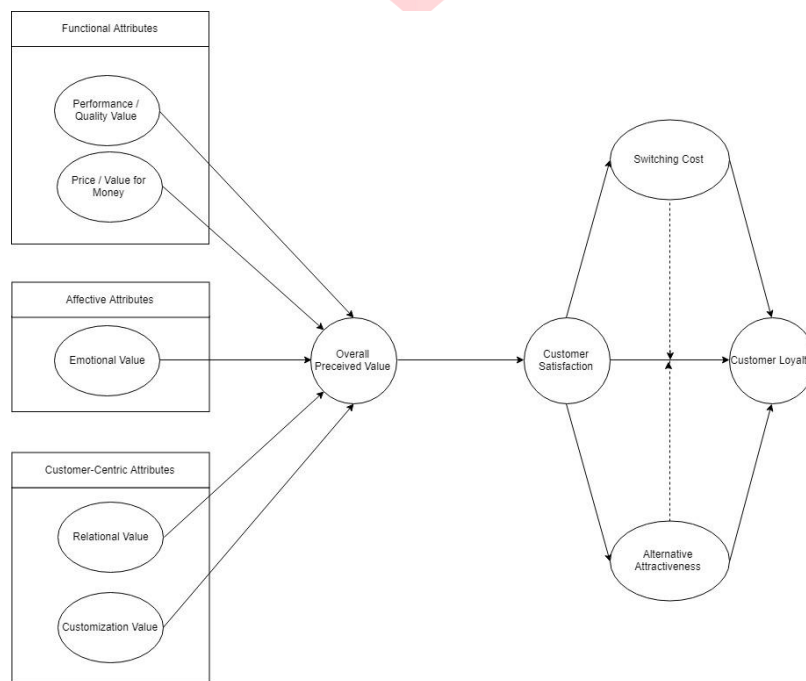 Functional Attributes
Performance /
Quality Value
Price / Value for
Money
Affective Attributes
Emotional Value
Customer-Centric Attributes
Relational Value
Customization Value
Overall
Preceived Value
Customer
Satisfaction
Switching Cost
Alternative
Attractiveness
Customer Loyalt